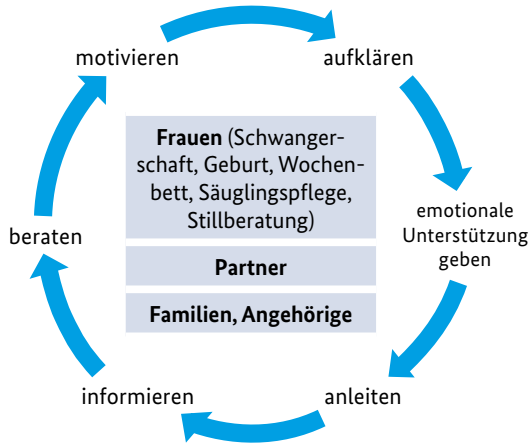 motivieren
aufklären
Frauen (Schwanger-
schaft, Geburt, Wochen-
bett, Säuglingspflege,
Stillberatung)
emotionale
Unterstützung
geben
beraten
Partner
Familien, Angehörige
informieren
anleiten